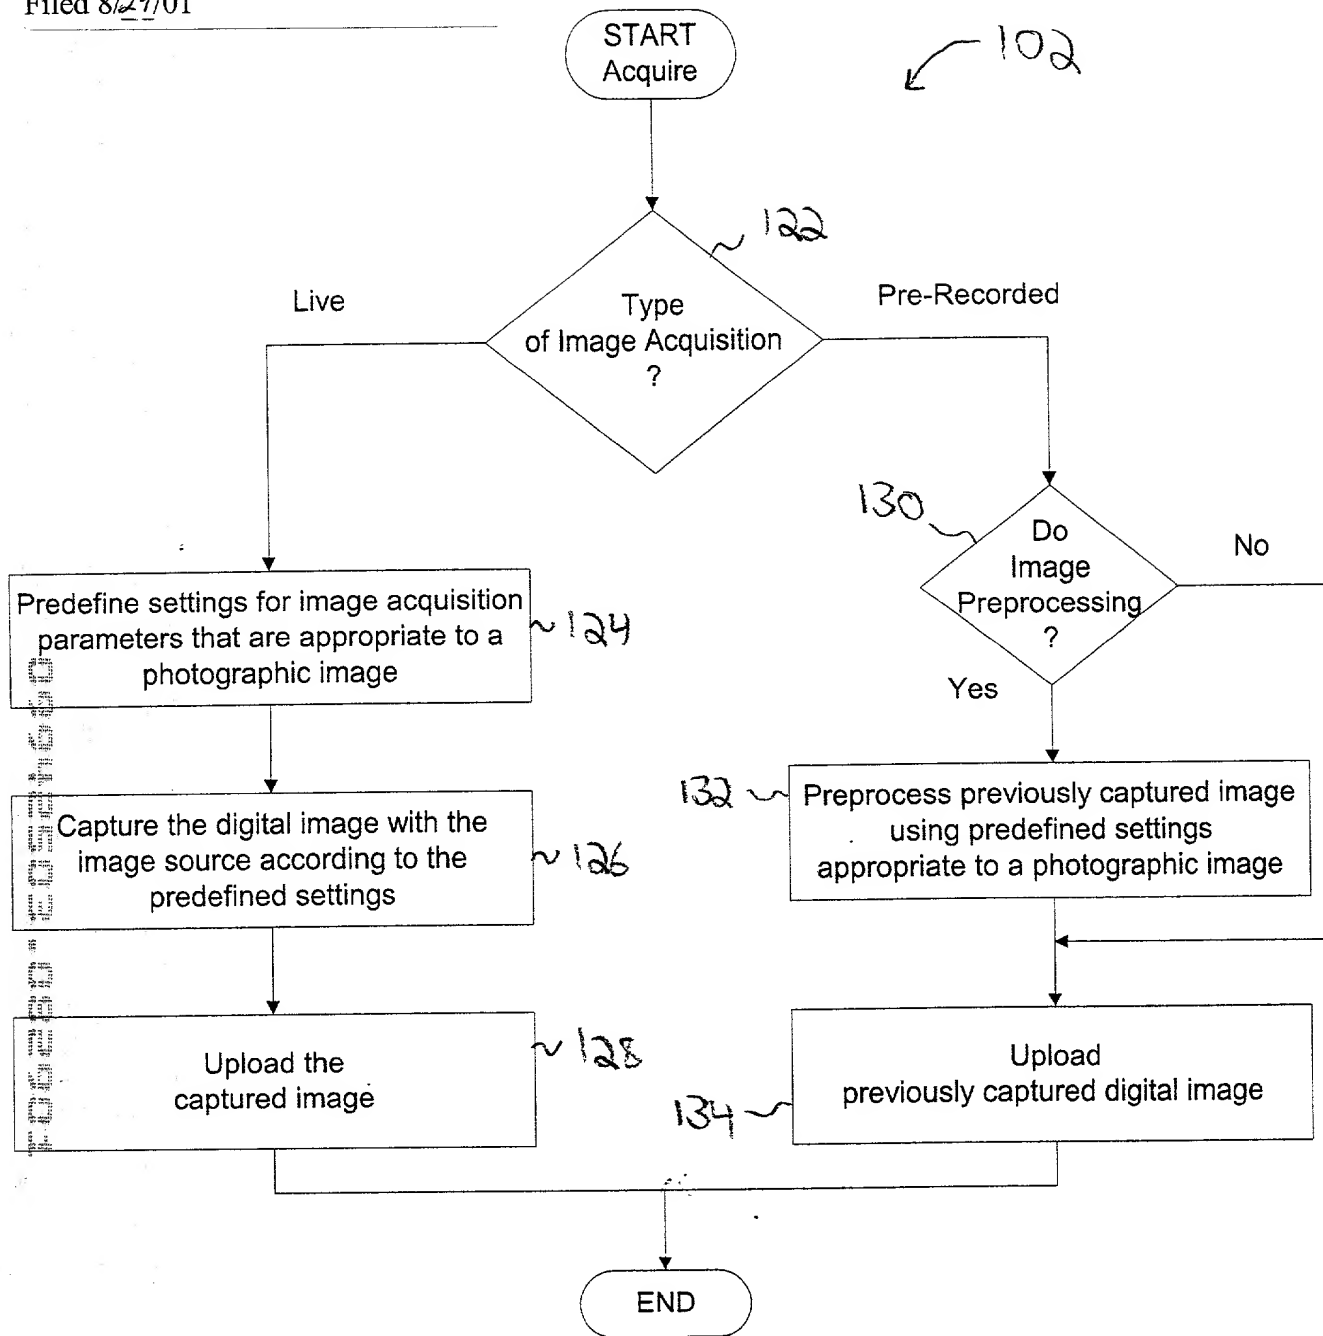 Filed 8/27/01
START
Acquire
102
122
Live
Type
of Image Acquisition
?
Pre-Recorded
130
Do
Image
Preprocessing
?
No
Yes
Predefine settings for image acquisition
parameters that are appropriate to a
photographic image
124
132
Preprocess previously captured image
using predefined settings
appropriate to a photographic image
Capture the digital image with the
image source according to the
predefined settings
126
Upload the
captured image
128
Upload
previously captured digital image
134
END